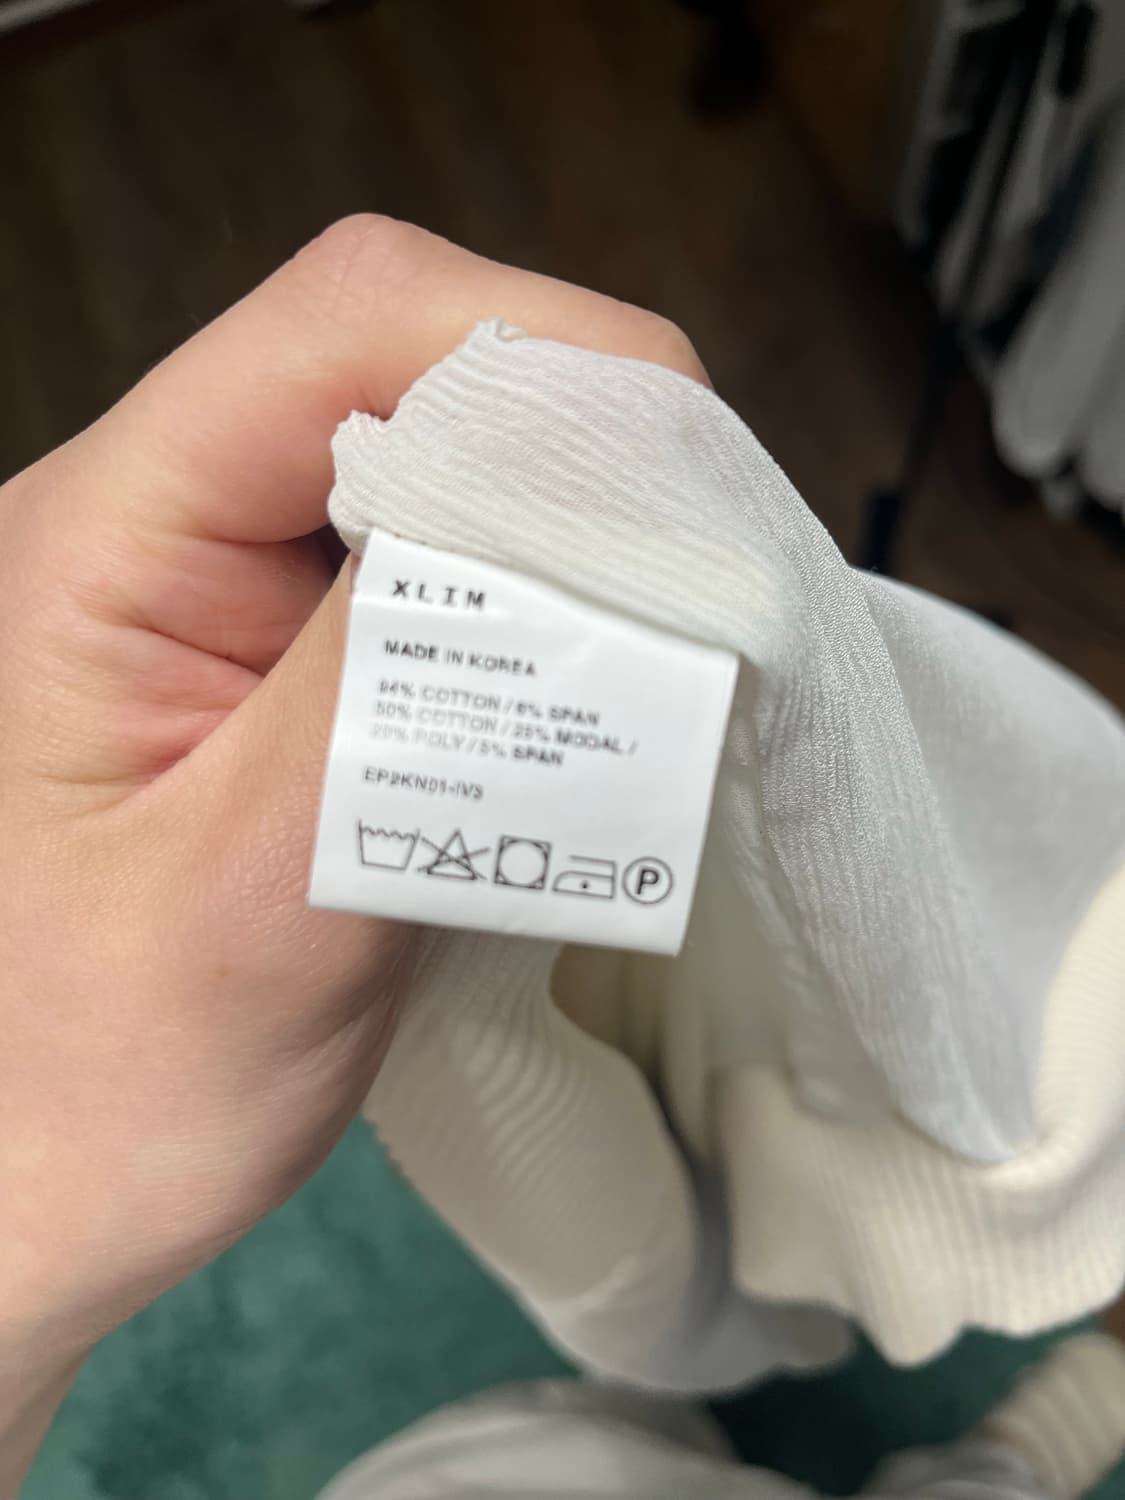 XLIM
MADE IN KOREA
94% COTTON / 6% SPAN
50% COTTON / 25% MODAL /
20% POLY / 5% SPAN
EP2KN01-IV3
P